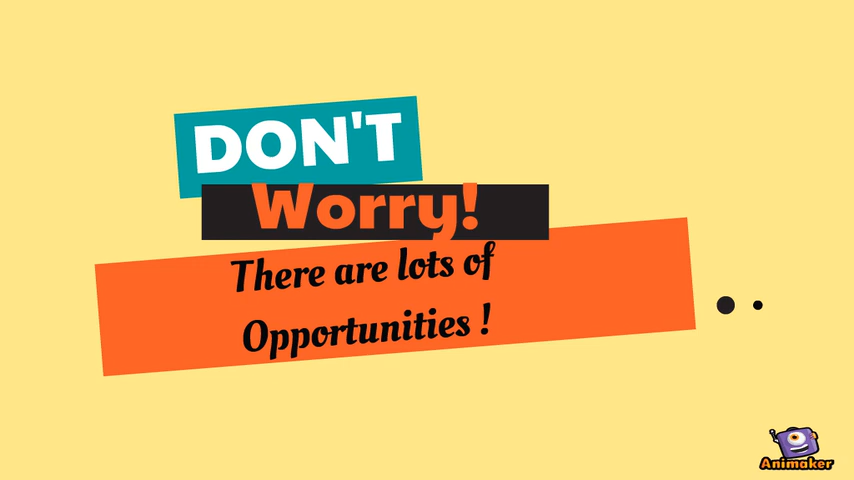 DON'T
Worry!
There are lots of
Opportunities !
Animaker